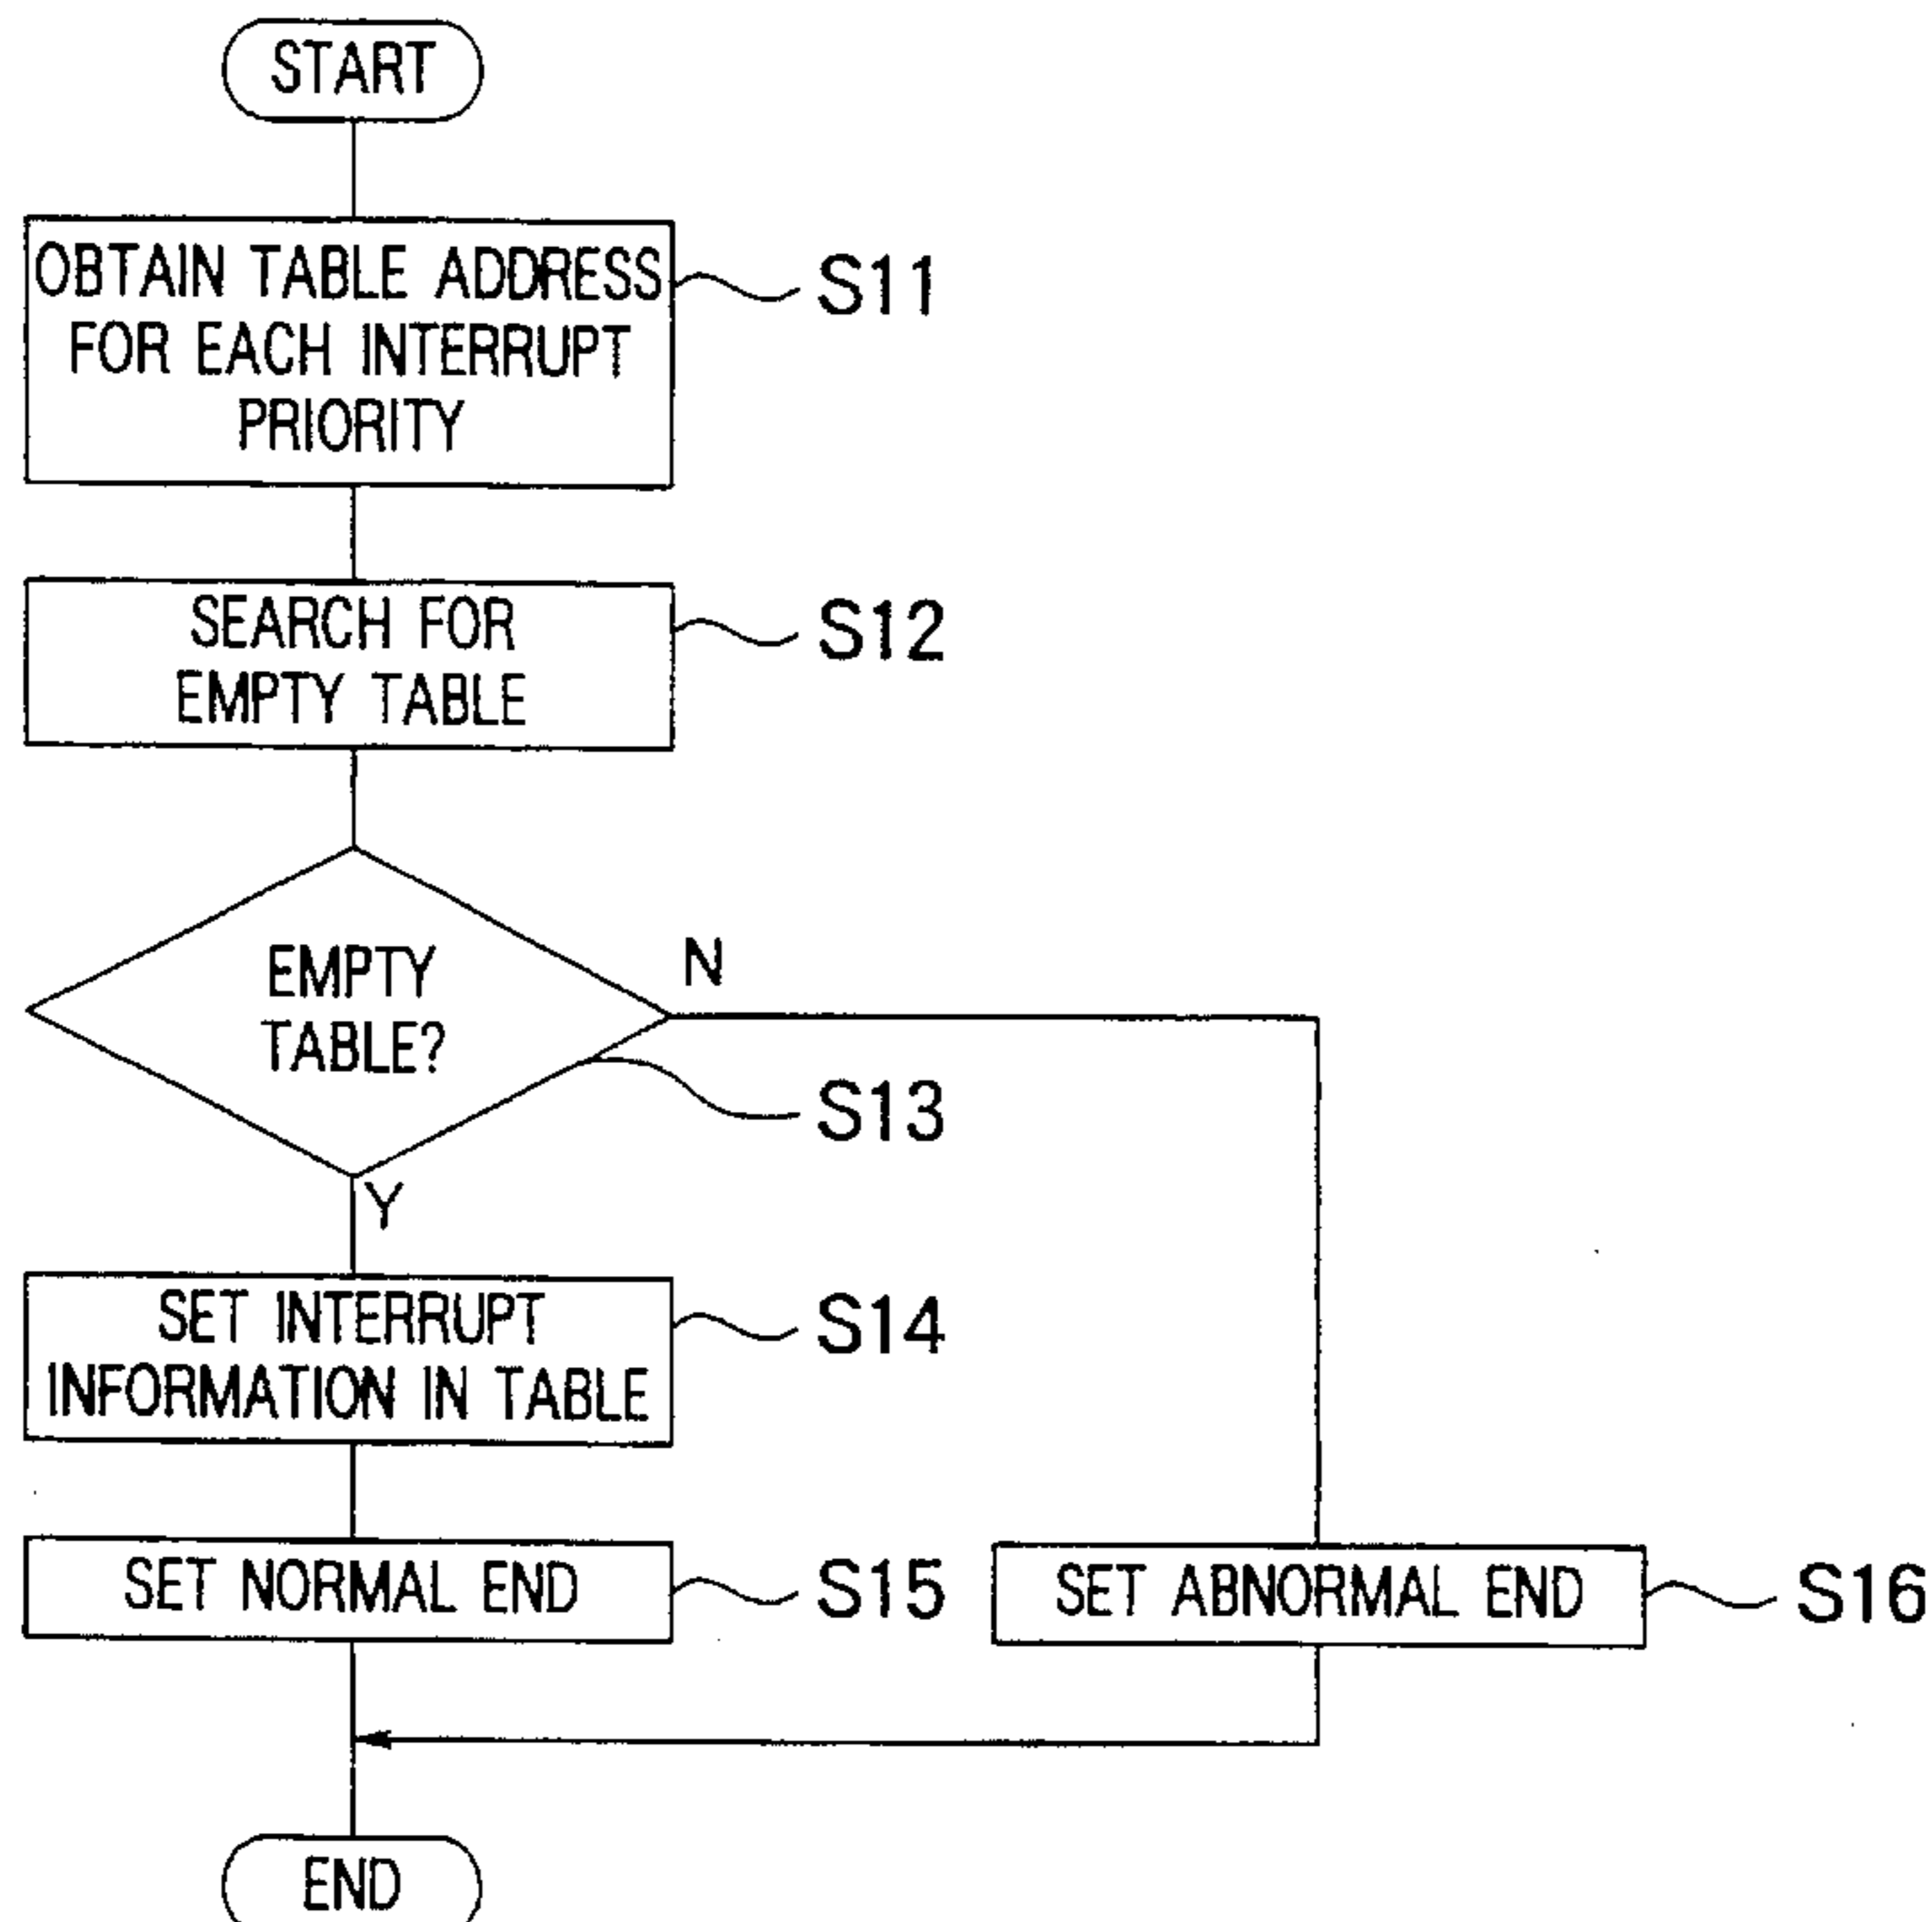 START
OBTAIN TABLE ADDRESS
FOR EACH INTERRUPT
PRIORITY
S11
SEARCH FOR
EMPTY TABLE
S12
EMPTY
TABLE?
N
S13
Y
SET INTERRUPT
INFORMATION IN TABLE
S14
SET NORMAL END
S15
SET ABNORMAL END
S16
END